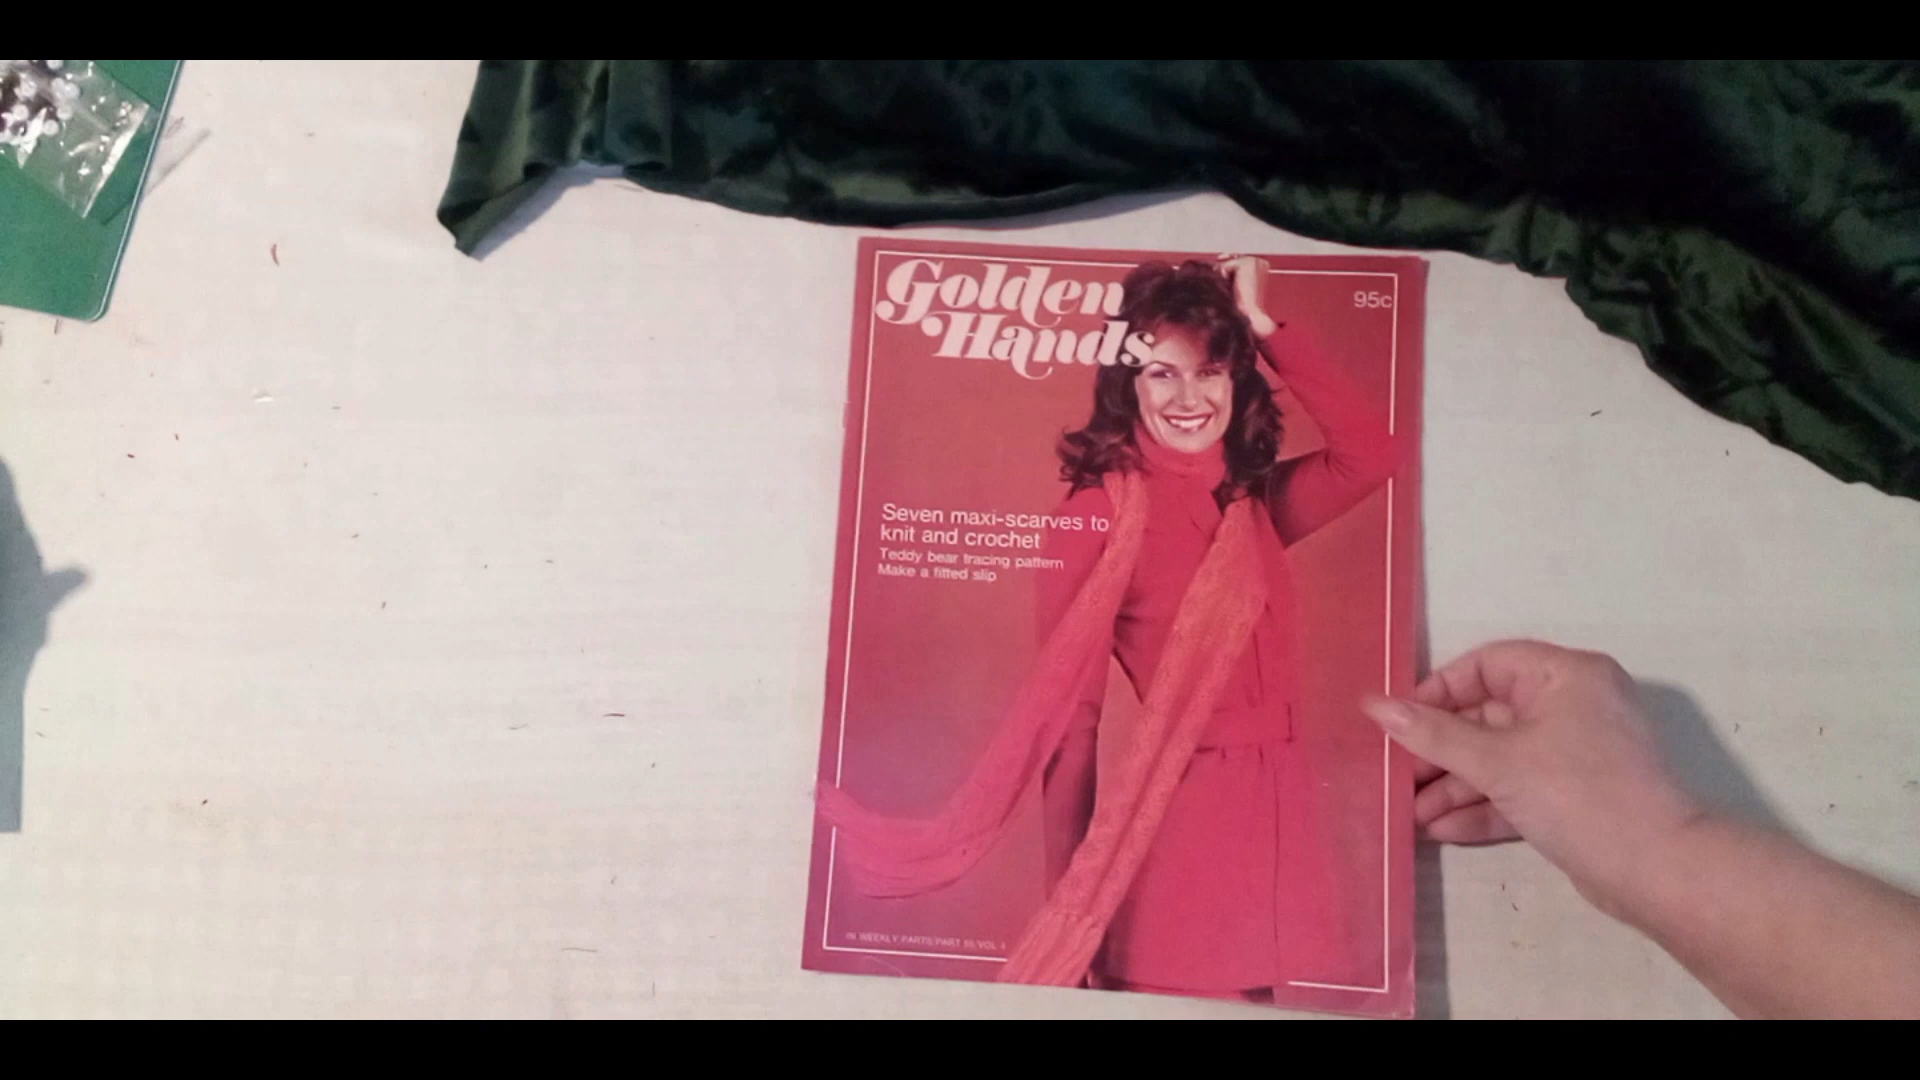 Golden
Hands
95c
Seven maxi-scarves to
knit and crochet
Teddy bear tracing pattern
Make a fitted slip
IN WEEKLY PARTS/PART VOL 4